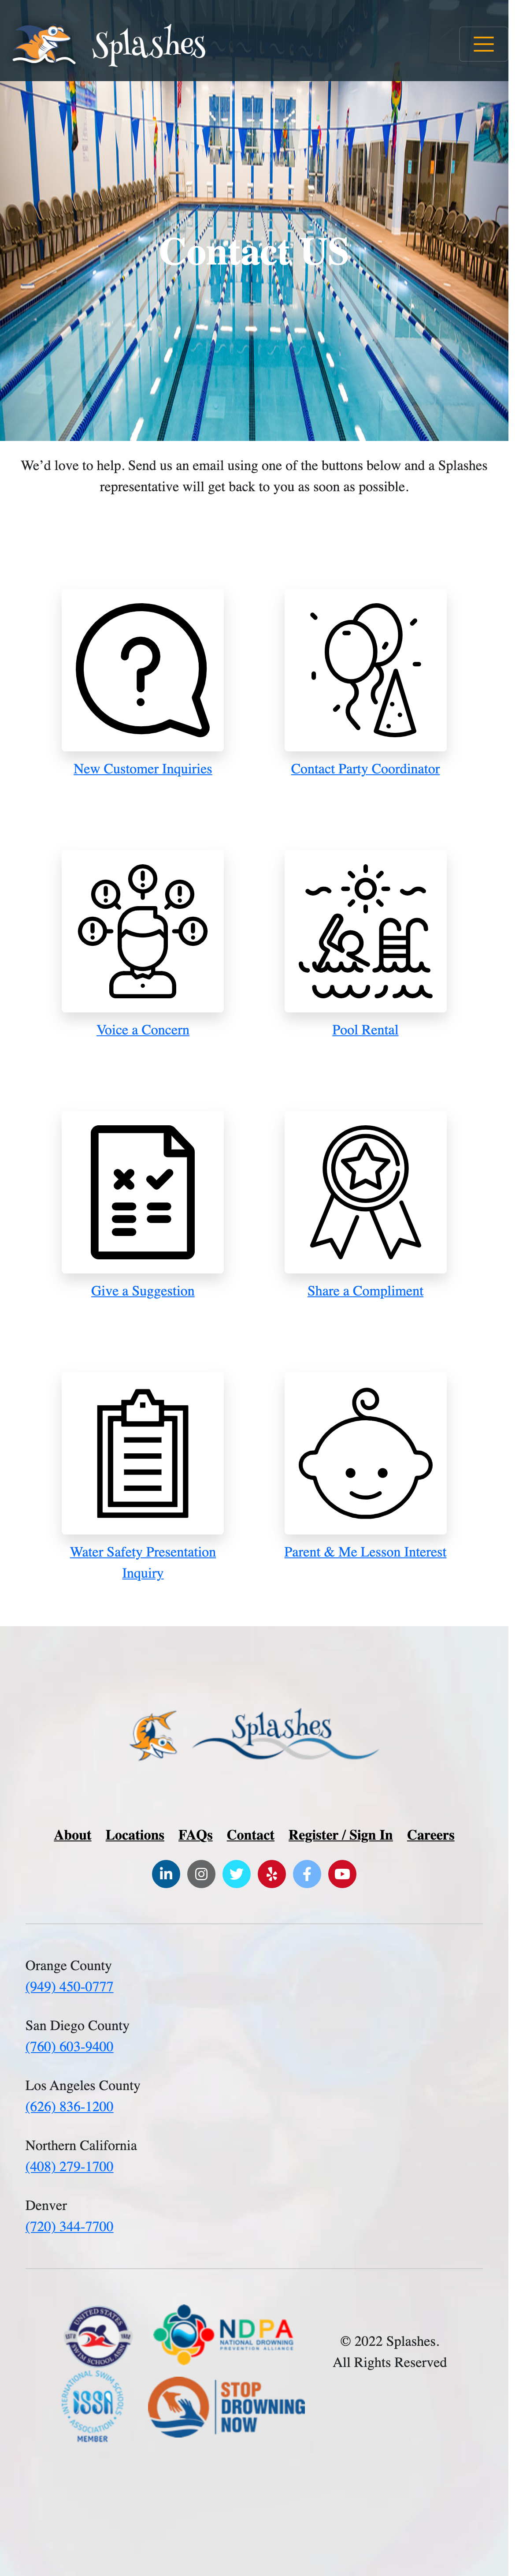 Splashes
Contact US
We’d love to help. Send us an email using one of the buttons below and a Splashes
representative will get back to you as soon as possible.
New Customer Inquiries
Contact Party Coordinator
Voice a Concern
Pool Rental
Give a Suggestion
Share a Compliment
Water Safety Presentation
Inquiry
Parent & Me Lesson Interest
Splashes
About Locations FAQs Contact Register / Sign In Careers
Orange County
(949) 450-0777
San Diego County
(760) 603-9400
Los Angeles County
(626) 836-1200
Northern California
(408) 279-1700
Denver
(720) 344-7700
UNITED STATES
SWIM SCHOOL ASSN
NDPA
NATIONAL DROWNING
PREVENTION ALLIANCE
© 2022 Splashes.
All Rights Reserved
INTERNATIONAL SWIM SCHOOLS
ISSA
ASSOCIATION
MEMBER
STOP
DROWNING
NOW